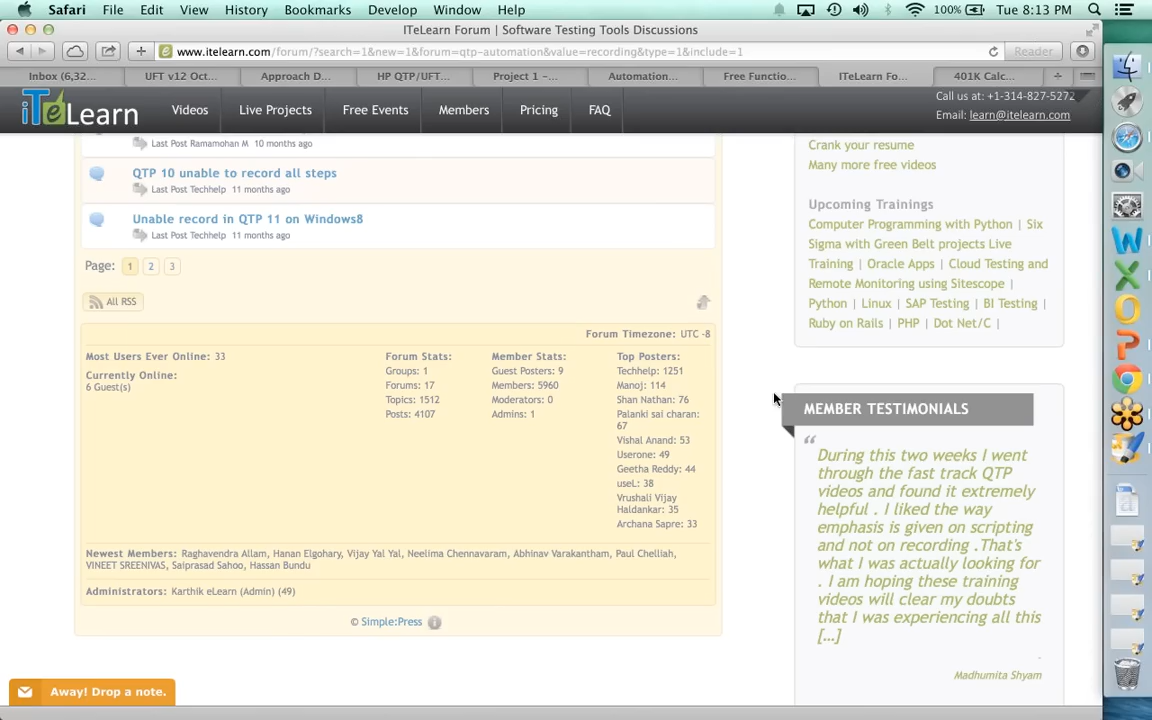 Safari File Edit View History Bookmarks Develop Window Help 100% Tue 8:13 PM
ITeLearn Forum | Software Testing Tools Discussions
www.itelearn.com/forum/?search=1&new=1&forum=qtp-automation&value=recording&type=1&include=1 Reader
Inbox (6,32... UFT v12 Oct... Approach D... HP QTP/UFT... Project 1 ~... Automation... Free Functio... ITeLearn Fo... 401K Calc...
iTeLearn Videos Live Projects Free Events Members Pricing FAQ
Call us at: +1-314-827-5272
Email: learn@itelearn.com
Last Post Ramamohan M 10 months ago
QTP 10 unable to record all steps
Last Post Techhelp 11 months ago
Unable record in QTP 11 on Windows8
Last Post Techhelp 11 months ago
Page: 1 2 3
All RSS
Forum Timezone: UTC -8
Most Users Ever Online: 33
Currently Online:
6 Guest(s)
Forum Stats:
Groups: 1
Forums: 17
Topics: 1512
Posts: 4107
Member Stats:
Guest Posters: 9
Members: 5960
Moderators: 0
Admins: 1
Top Posters:
Techhelp: 1251
Manoj: 114
Shan Nathan: 76
Palanki sai charan:
67
Vishal Anand: 53
Userone: 49
Geetha Reddy: 44
useL: 38
Vrushali Vijay
Haldankar: 35
Archana Sapre: 33
Newest Members: Raghavendra Allam, Hanan Elgohary, Vijay Yal Yal, Neelima Chennavaram, Abhinav Varakantham, Paul Chelliah,
VINEET SREENIVAS, Saiprasad Sahoo, Hassan Bundu
Administrators: Karthik eLearn (Admin) (49)
© Simple:Press
Away! Drop a note.
Crank your resume
Many more free videos
Upcoming Trainings
Computer Programming with Python | Six
Sigma with Green Belt projects Live
Training | Oracle Apps | Cloud Testing and
Remote Monitoring using Sitescope |
Python | Linux | SAP Testing | BI Testing |
Ruby on Rails | PHP | Dot Net/C |
MEMBER TESTIMONIALS
“ During this two weeks I went
through the fast track QTP
videos and found it extremely
helpful . I liked the way
emphasis is given on scripting
and not on recording .That's
what I was actually looking for
. I am hoping these training
videos will clear my doubts
that I was experiencing all this
[...]
-
Madhumita Shyam